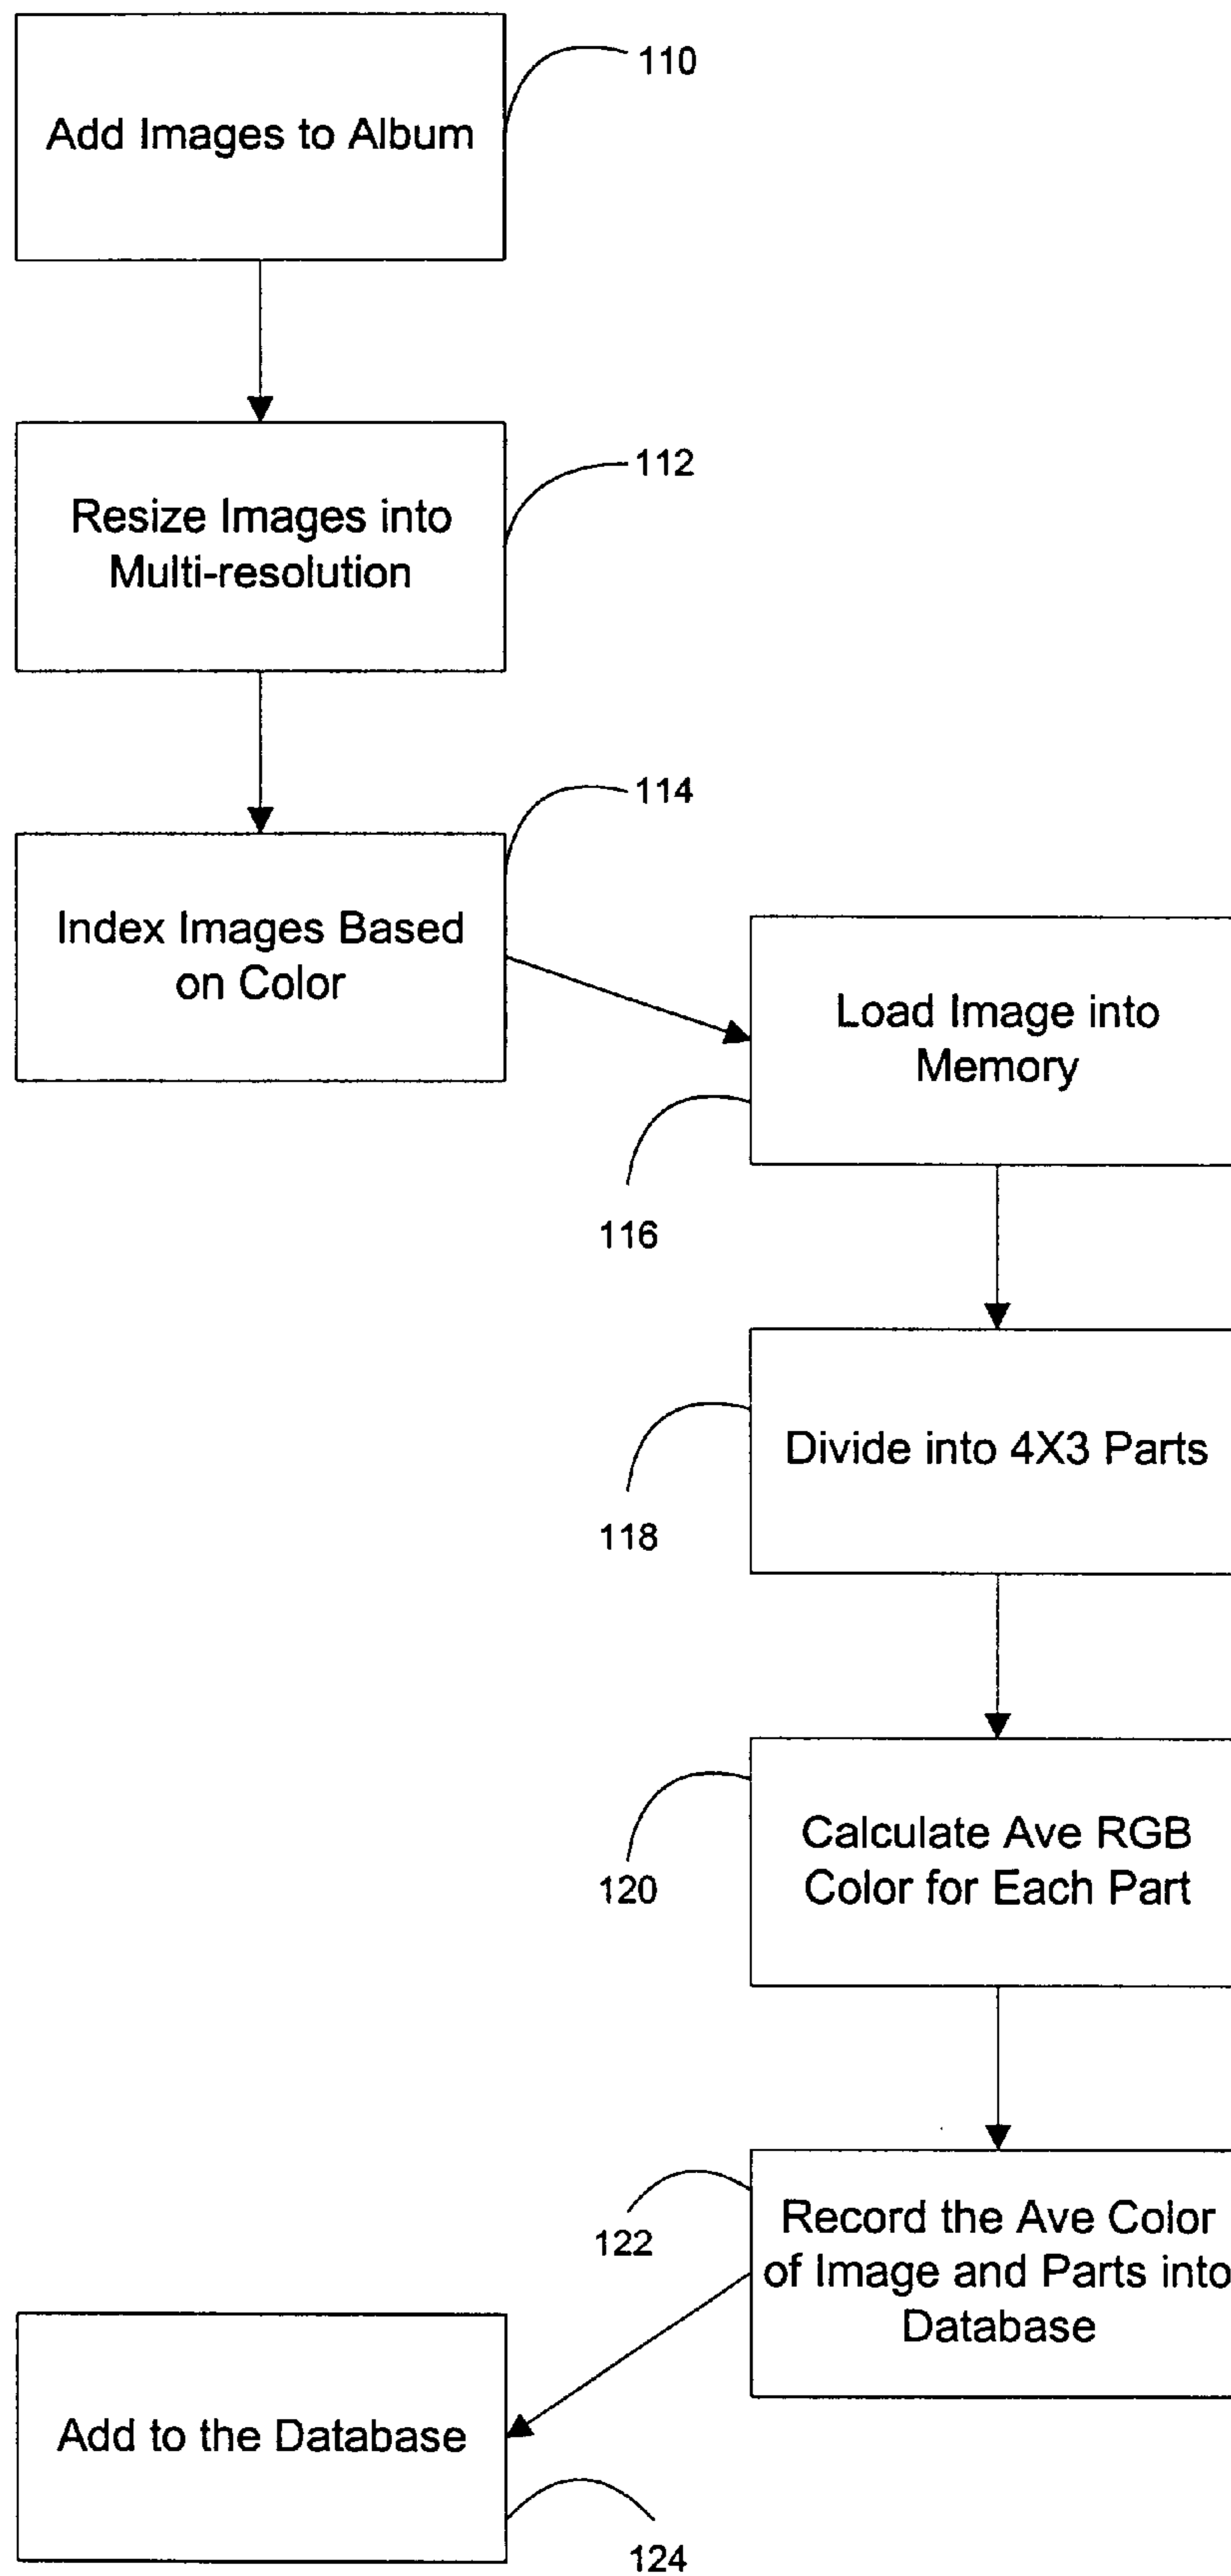 110
Add Images to Album
112
Resize Images into
Multi-resolution
114
Index Images Based
on Color
Load Image into
Memory
116
Divide into 4X3 Parts
118
Calculate Ave RGB
Color for Each Part
120
Record the Ave Color
of Image and Parts into
Database
122
Add to the Database
124